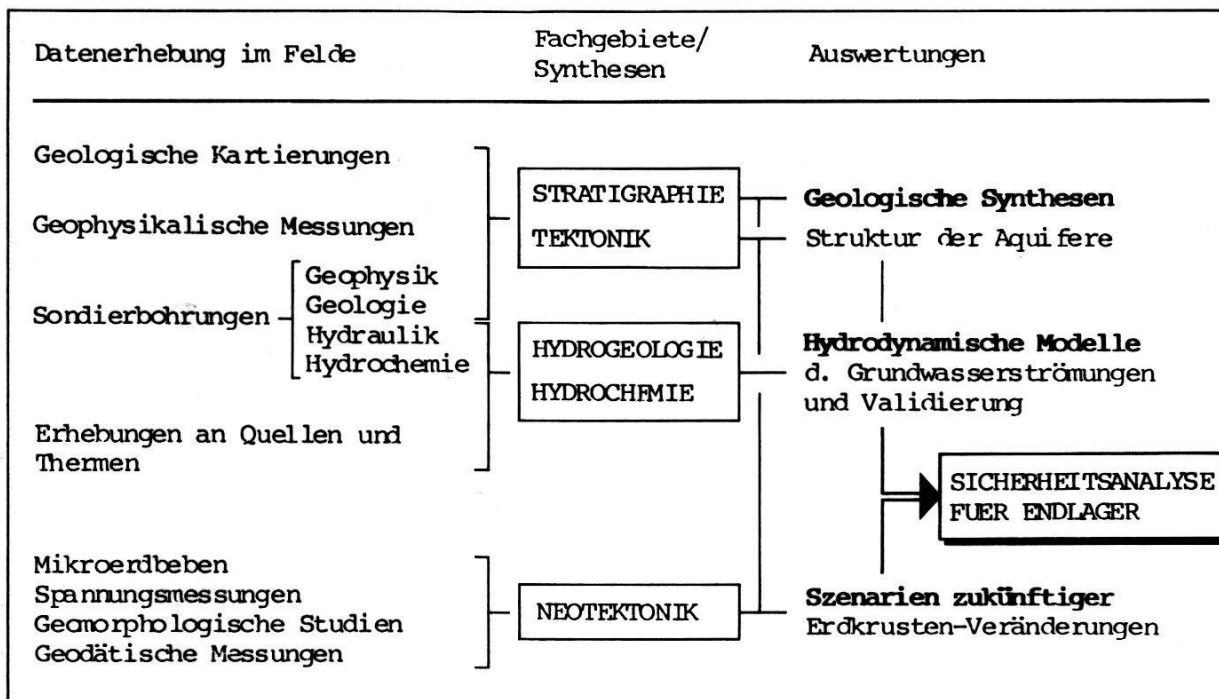 Datenerhebung im Felde
Fachgebiete/
Synthesen
Auswertungen
Geologische Kartierungen
Geophysikalische Messungen
Sondierbohrungen
Geophysik
Geologie
Hydraulik
Hydrochemie
Erhebungen an Quellen und
Thermen
Mikroerdbeben
Spannungsmessungen
Geomorphologische Studien
Geodätische Messungen
STRATIGRAPHIE
TEKTONIK
HYDROGEOLOGIE
HYDROCHEMIE
NEOTEKTONIK
Geologische Synthesen
Struktur der Aquifere
Hydrodynamische Modelle
d. Grundwasserströmungen
und Validierung
SICHERHEITSANALYSE
FUER ENDLAGER
Szenarien zukünftiger
Erdkrusten-Veränderungen